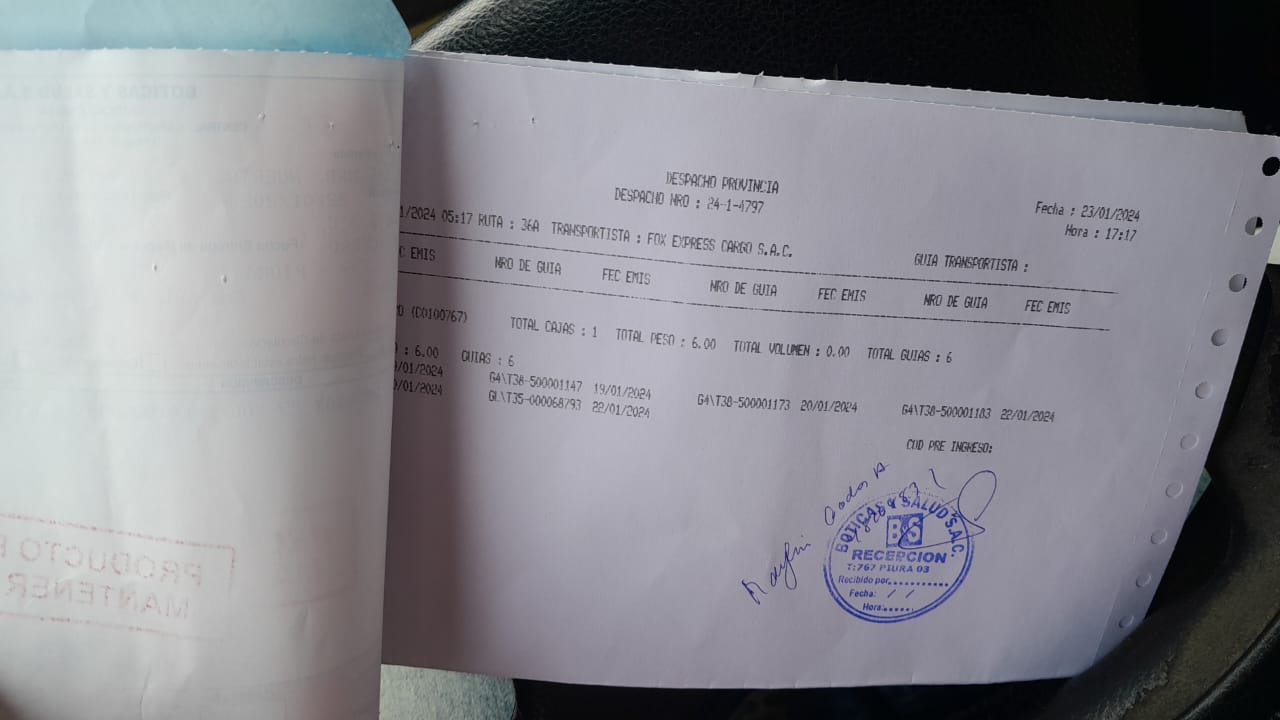 DESPACHO PROVINCIA
DESPACHO NRO : 24-1-4797
Fecha : 23/01/2024
Hora : 17:17
1/2024 05:17 RUTA : 36A TRANSPORTISTA : FOX EXPRESS CARGO S.A.C.
GUIA TRANSPORTISTA :
C EMIS NRO DE GUIA FEC EMIS NRO DE GUIA FEC EMIS NRO DE GUIA FEC EMIS
O (CO100767) TOTAL CAJAS : 1 TOTAL PESO : 6.00 TOTAL VOLUMEN : 0.00 TOTAL GUIAS : 6
: 6.00 GUIAS : 6
/01/2024 G4\T38-500001147 19/01/2024 G4\T38-500001173 20/01/2024 G4\T38-500001183 22/01/2024
/01/2024 GL\T35-000068793 22/01/2024
COD PRE INGRESO:
BOTICAS Y SALUD S.A.C.
BS
RECEPCION
T:767 PIURA 03
Recibido por
Fecha: / /
Hora:
PRODUCTO
MANTENER